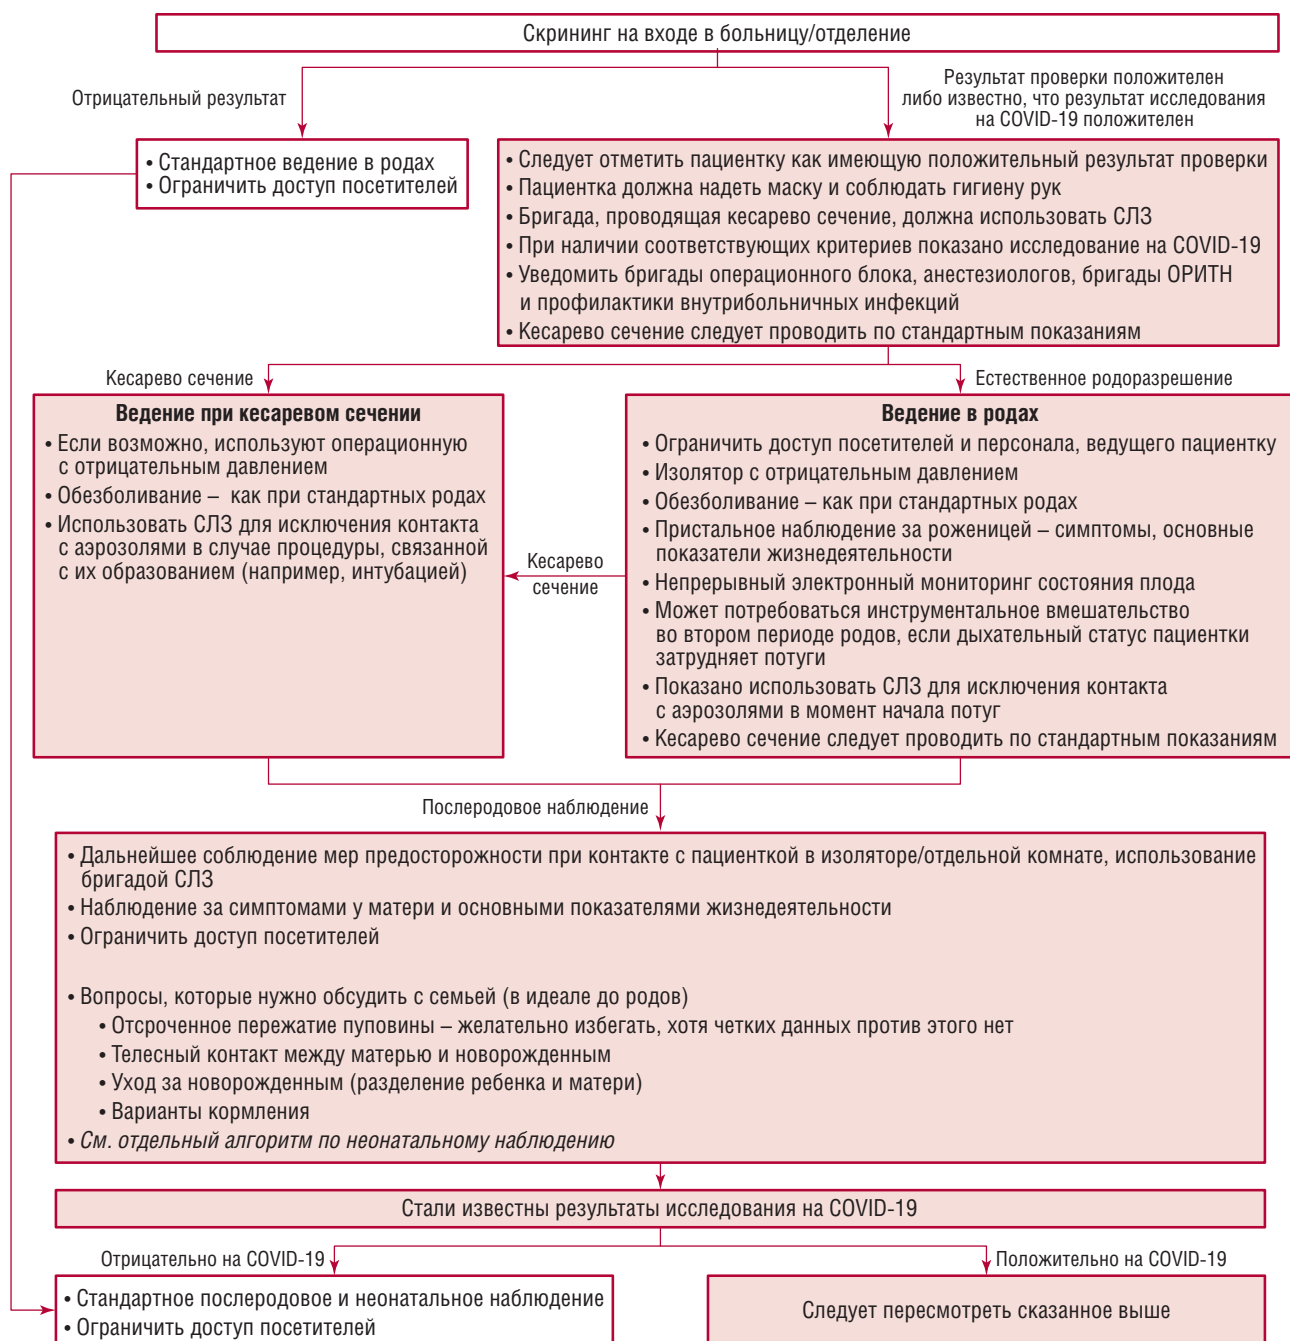 Скрининг на входе в больницу/отделение
Отрицательный результат
Результат проверки положителен
либо известно, что результат исследования
на COVID-19 положителен
• Стандартное ведение в родах
• Ограничить доступ посетителей
• Следует отметить пациентку как имеющую положительный результат проверки
• Пациентка должна надеть маску и соблюдать гигиену рук
• Бригада, проводящая кесарево сечение, должна использовать СЛЗ
• При наличии соответствующих критериев показано исследование на COVID-19
• Уведомить бригады операционного блока, анестезиологов, бригады ОРИТН
и профилактики внутрибольничных инфекций
• Кесарево сечение следует проводить по стандартным показаниям
Кесарево сечение
Естественное родоразрешение
Ведение при кесаревом сечении
• Если возможно, используют операционную
с отрицательным давлением
• Обезболивание – как при стандартных родах
• Использовать СЛЗ для исключения контакта
с аэрозолями в случае процедуры, связанной
с их образованием (например, интубацией)
Кесарево
сечение
Ведение в родах
• Ограничить доступ посетителей и персонала, ведущего пациентку
• Изолятор с отрицательным давлением
• Обезболивание – как при стандартных родах
• Пристальное наблюдение за роженицей – симптомы, основные
показатели жизнедеятельности
• Непрерывный электронный мониторинг состояния плода
• Может потребоваться инструментальное вмешательство
во втором периоде родов, если дыхательный статус пациентки
затрудняет потуги
• Показано использовать СЛЗ для исключения контакта
с аэрозолями в момент начала потуг
• Кесарево сечение следует проводить по стандартным показаниям
Послеродовое наблюдение
• Дальнейшее соблюдение мер предосторожности при контакте с пациенткой в изоляторе/отдельной комнате, использование
бригадой СЛЗ
• Наблюдение за симптомами у матери и основными показателями жизнедеятельности
• Ограничить доступ посетителей
• Вопросы, которые нужно обсудить с семьей (в идеале до родов)
• Отсроченное пережатие пуповины – желательно избегать, хотя четких данных против этого нет
• Телесный контакт между матерью и новорожденным
• Уход за новорожденным (разделение ребенка и матери)
• Варианты кормления
• См. отдельный алгоритм по неонатальному наблюдению
Стали известны результаты исследования на COVID-19
Отрицательно на COVID-19
Положительно на COVID-19
• Стандартное послеродовое и неонатальное наблюдение
• Ограничить доступ посетителей
Следует пересмотреть сказанное выше